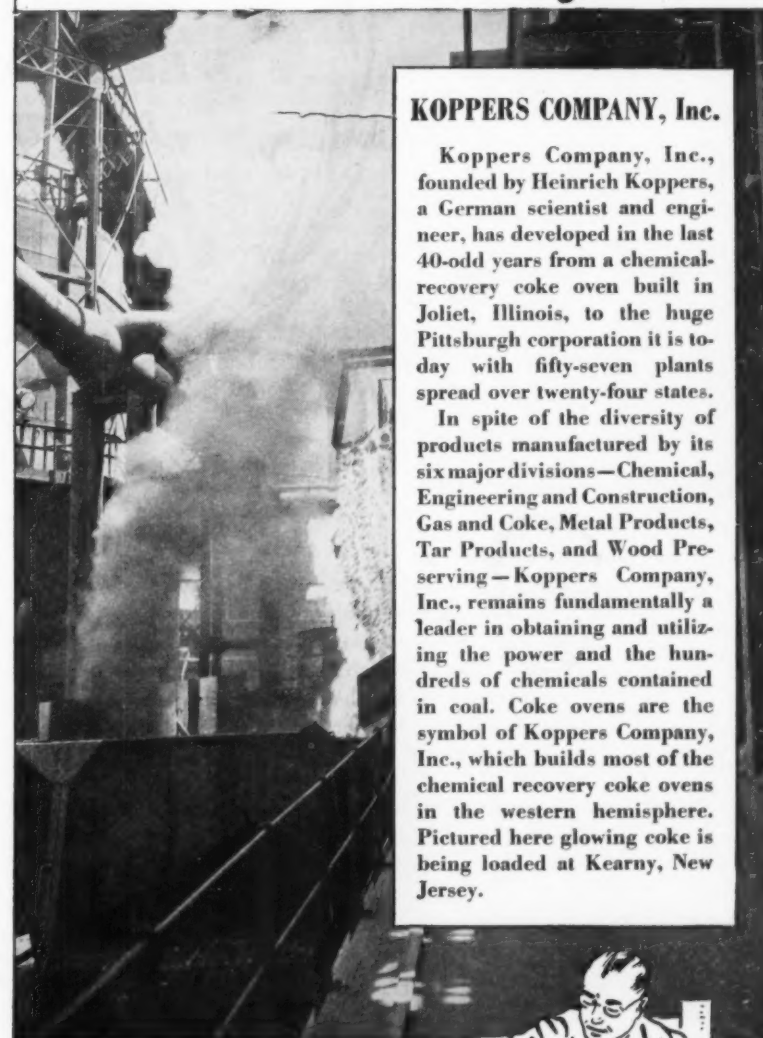 KOPPERS COMPANY, Inc.
Koppers Company, Inc.,
founded by Heinrich Koppers,
a German scientist and engi-
neer, has developed in the last
40-odd years from a chemical-
recovery coke oven built in
Joliet, Illinois, to the huge
Pittsburgh corporation it is to-
day with fifty-seven plants
spread over twenty-four states.
In spite of the diversity of
products manufactured by its
six major divisions—Chemical,
Engineering and Construction,
Gas and Coke, Metal Products,
Tar Products, and Wood Pre-
serving—Koppers Company,
Inc., remains fundamentally a
leader in obtaining and utiliz-
ing the power and the hun-
dreds of chemicals contained
in coal. Coke ovens are the
symbol of Koppers Company,
Inc., which builds most of the
chemical recovery coke ovens
in the western hemisphere.
Pictured here glowing coke is
being loaded at Kearny, New
Jersey.